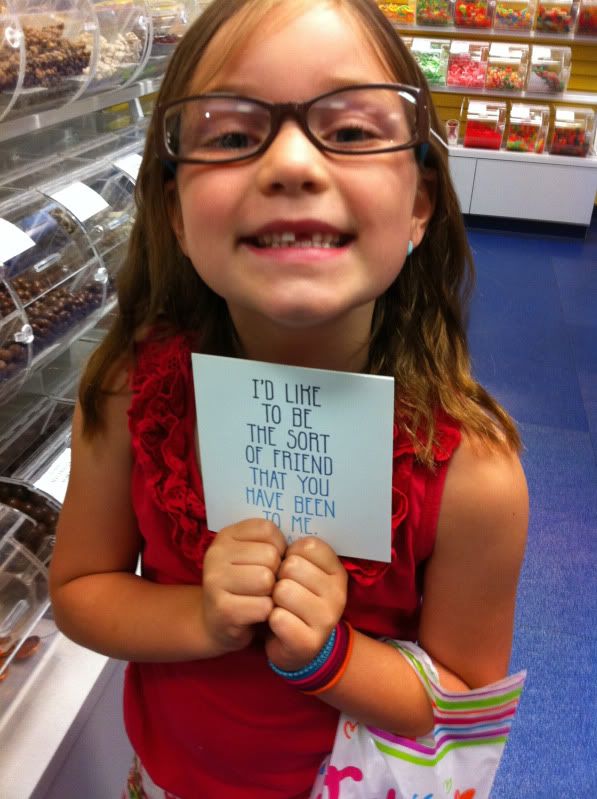 I'D LIKE
TO BE
THE SORT
OF FRIEND
THAT YOU
HAVE BEEN
TO ME.